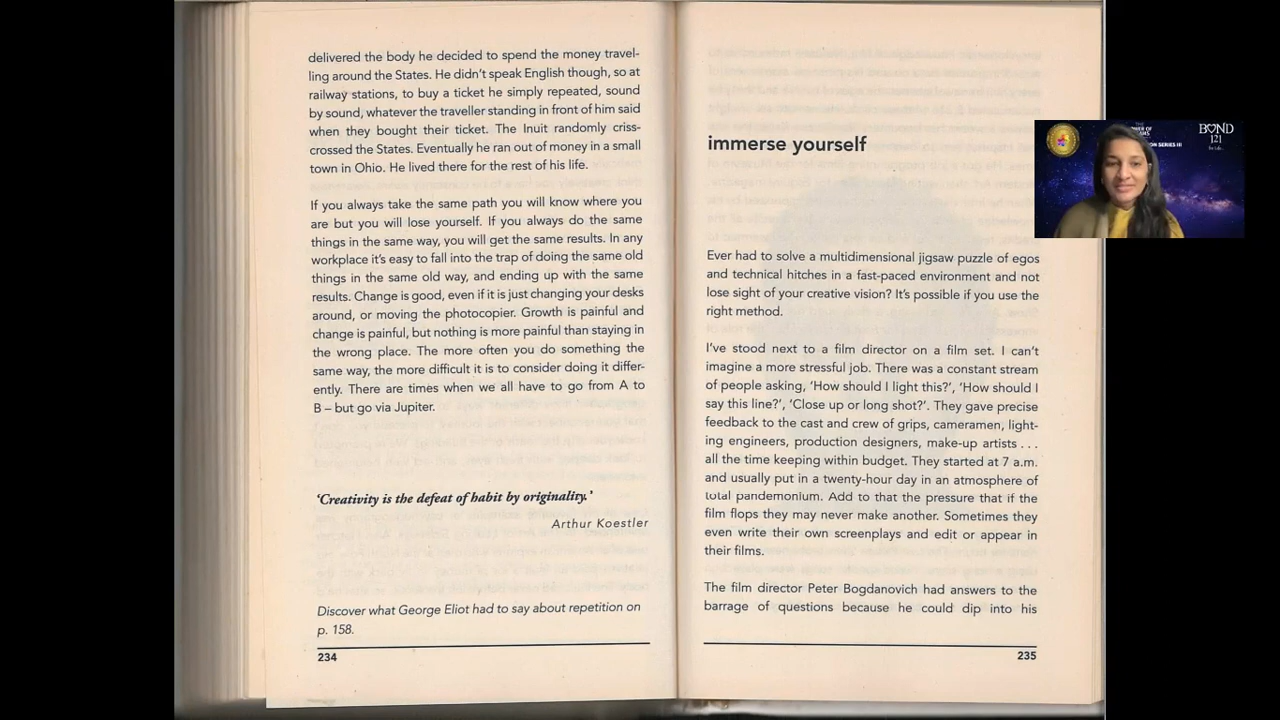 delivered the body he decided to spend the money travel-
ling around the States. He didn’t speak English though, so at
railway stations, to buy a ticket he simply repeated, sound
by sound, whatever the traveller standing in front of him said
when they bought their ticket. The Inuit randomly criss-
crossed the States. Eventually he ran out of money in a small
town in Ohio. He lived there for the rest of his life.
If you always take the same path you will know where you
are but you will lose yourself. If you always do the same
things in the same way, you will get the same results. In any
workplace it’s easy to fall into the trap of doing the same old
things in the same old way, and ending up with the same
results. Change is good, even if it is just changing your desks
around, or moving the photocopier. Growth is painful and
change is painful, but nothing is more painful than staying in
the wrong place. The more often you do something the
same way, the more difficult it is to consider doing it differ-
ently. There are times when we all have to go from A to
B – but go via Jupiter.
‘Creativity is the defeat of habit by originality.’
Arthur Koestler
Discover what George Eliot had to say about repetition on
p. 158.
234
immerse yourself
Ever had to solve a multidimensional jigsaw puzzle of egos
and technical hitches in a fast-paced environment and not
lose sight of your creative vision? It’s possible if you use the
right method.
I’ve stood next to a film director on a film set. I can’t
imagine a more stressful job. There was a constant stream
of people asking, ‘How should I light this?’, ‘How should I
say this line?’, ‘Close up or long shot?’. They gave precise
feedback to the cast and crew of grips, cameramen, light-
ing engineers, production designers, make-up artists . . .
all the time keeping within budget. They started at 7 a.m.
and usually put in a twenty-hour day in an atmosphere of
total pandemonium. Add to that the pressure that if the
film flops they may never make another. Sometimes they
even write their own screenplays and edit or appear in
their films.
The film director Peter Bogdanovich had answers to the
barrage of questions because he could dip into his
235
THE
ON SERIES III
BOND
121